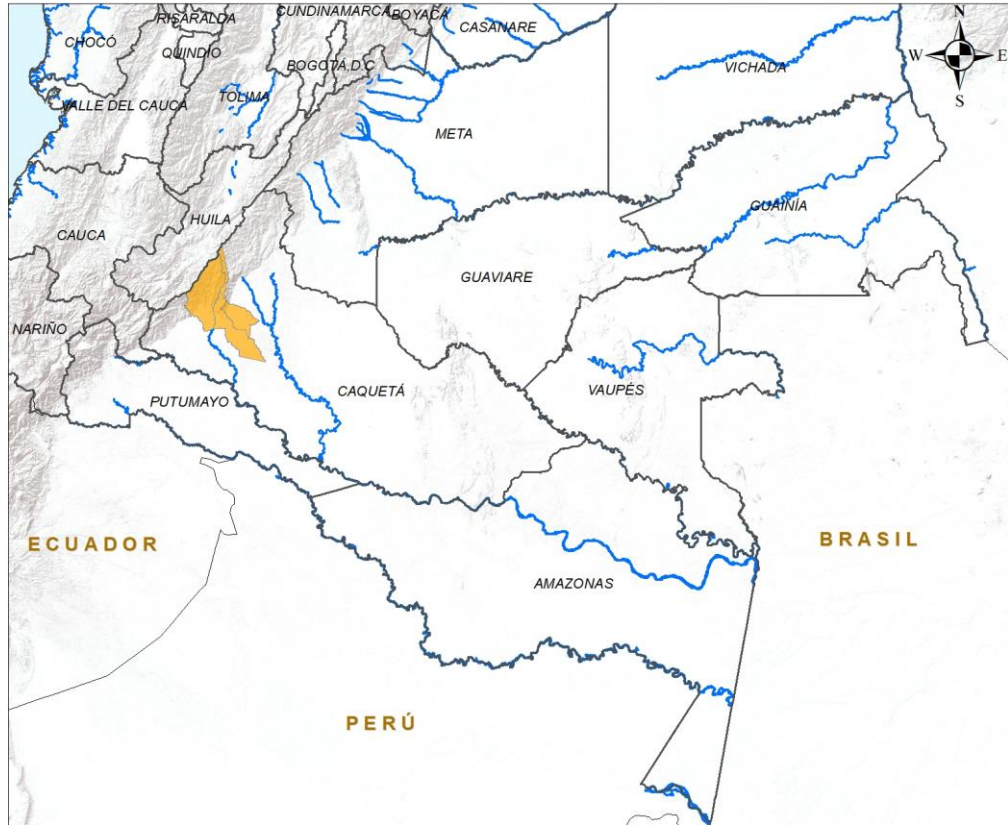 RISARALDA
CUNDINAMARCA
BOYACÁ
CASANARE
N
CHOCÓ
QUINDÍO
BOGOTÁ D.C
W
E
VICHADA
VALLE DEL CAUCA
TOLIMA
S
META
HUILA
GUAINÍA
CAUCA
GUAVIARE
NARIÑO
CAQUETÁ
VAUPÉS
PUTUMAYO
ECUADOR
BRASIL
AMAZONAS
PERÚ